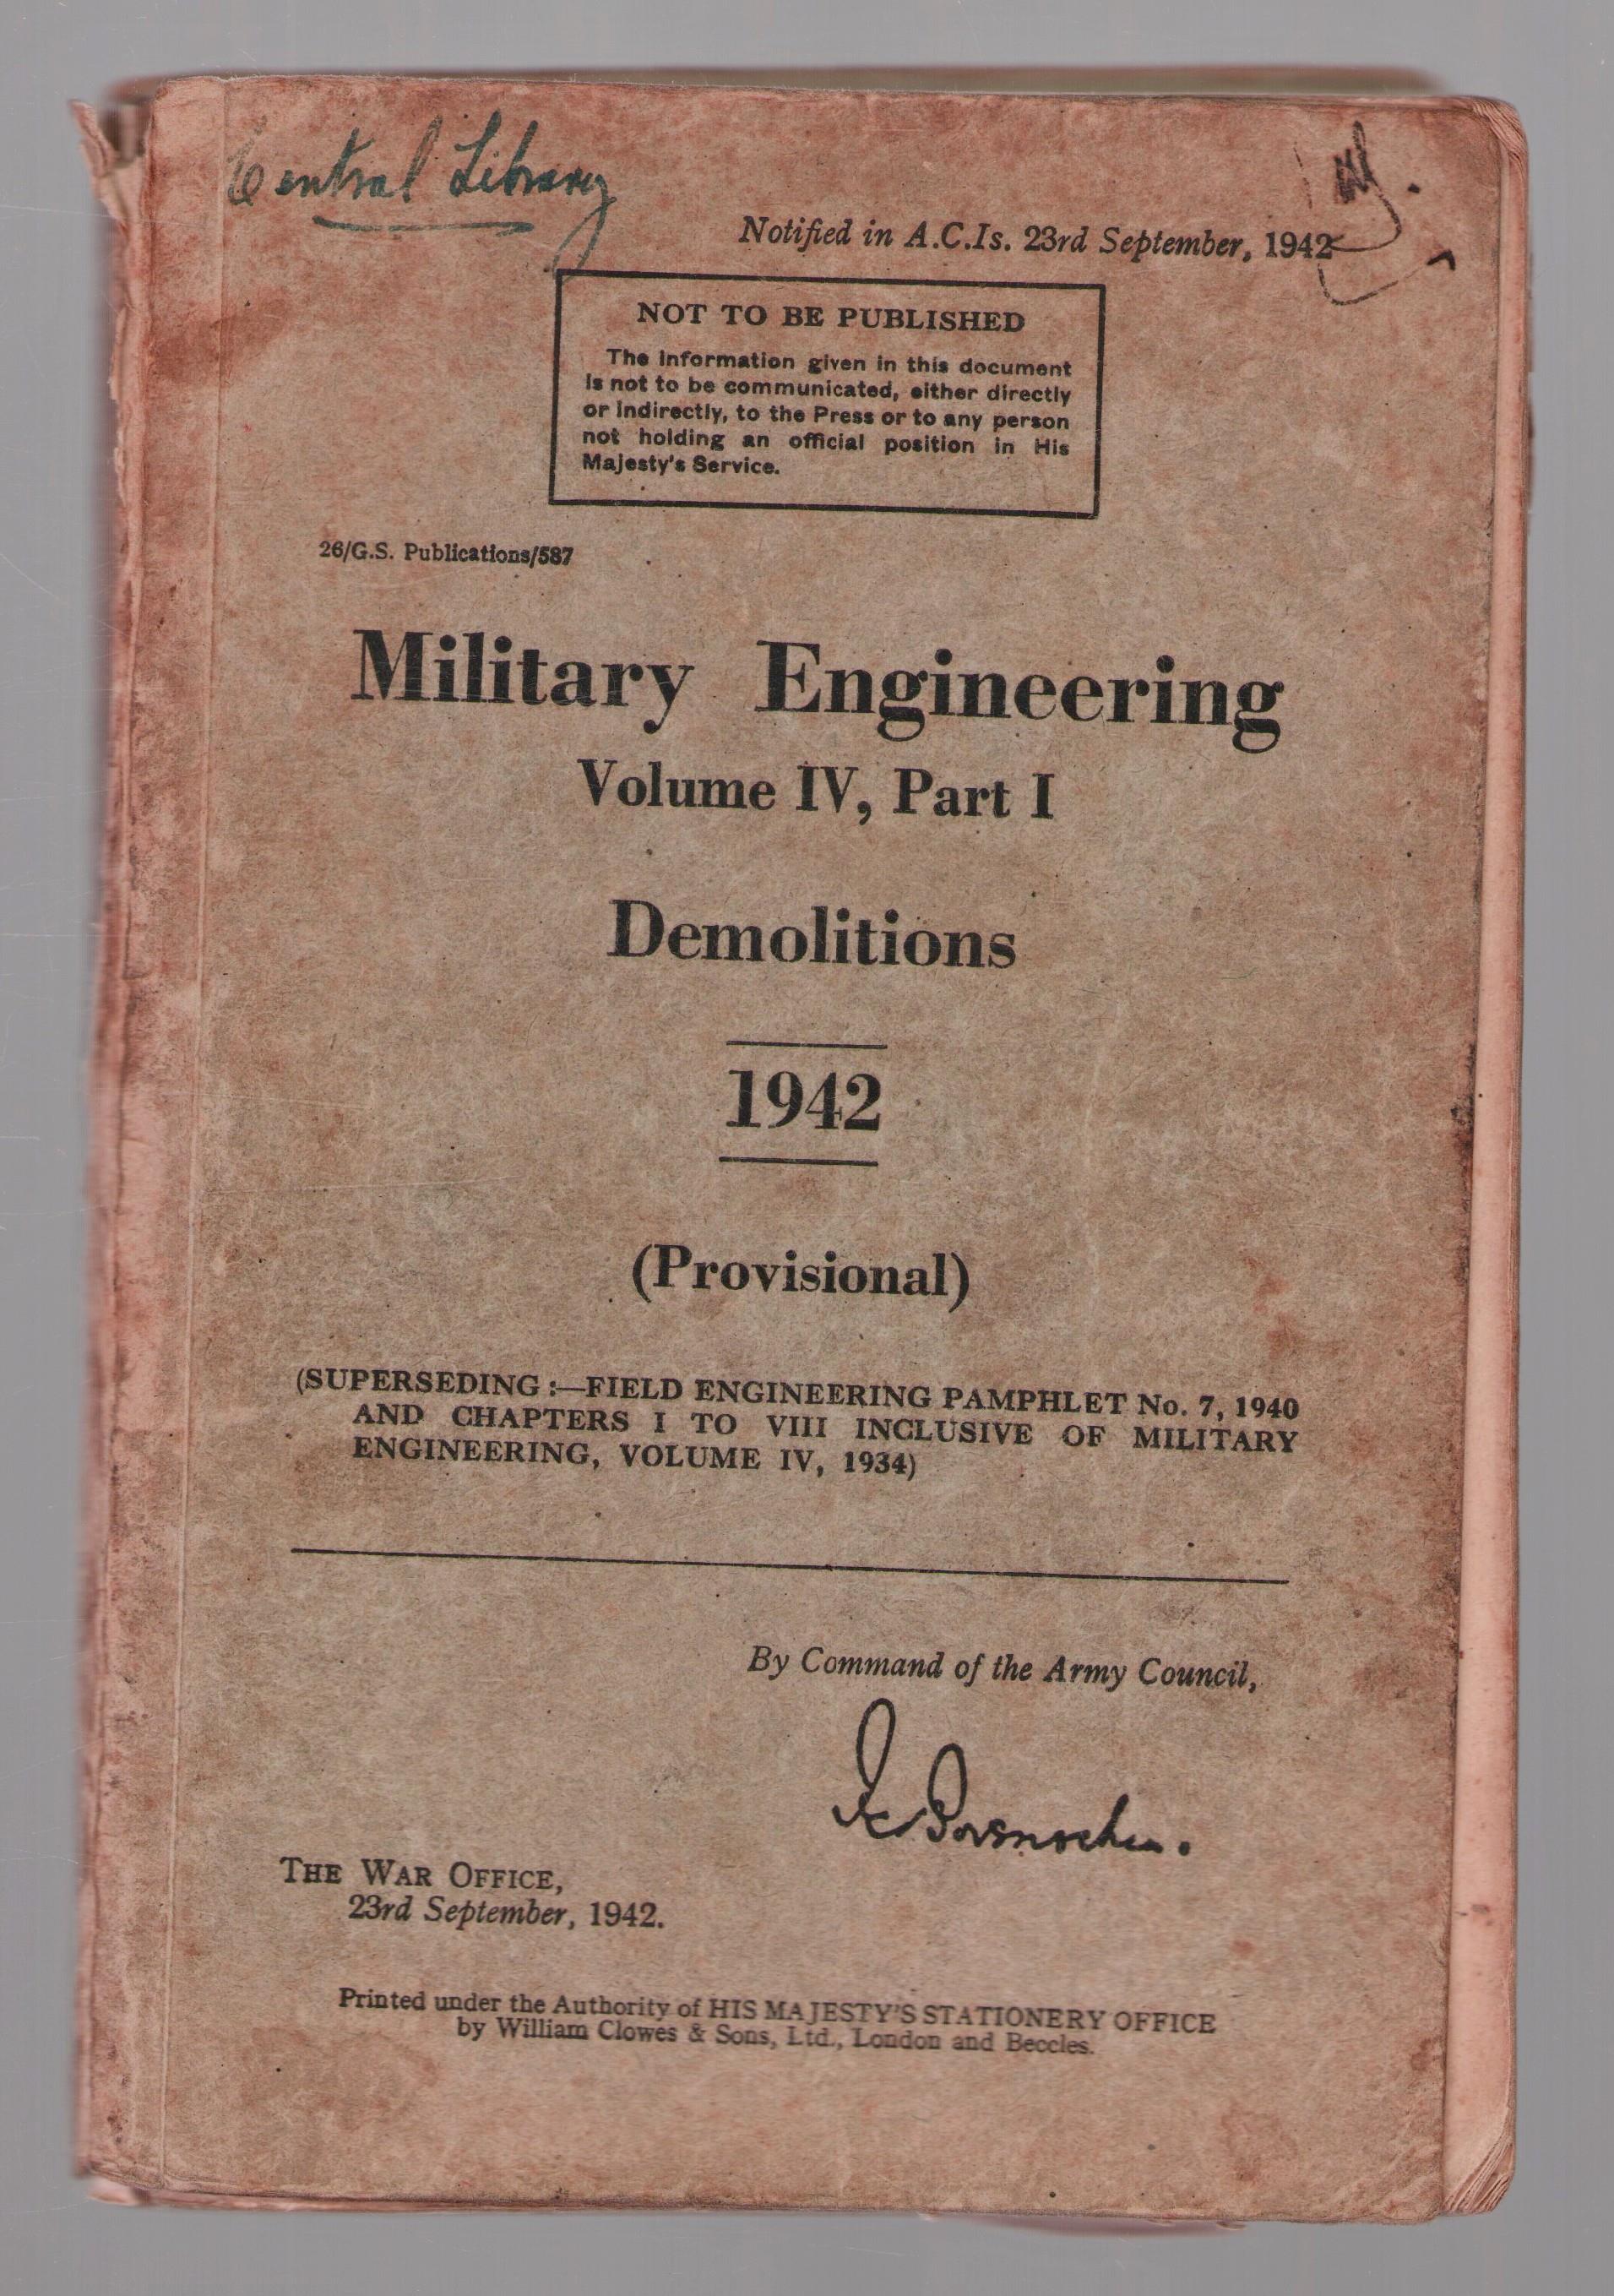 Central Library
Notified in A.C.Is. 23rd September, 1942
NOT TO BE PUBLISHED
The information given in this document
is not to be communicated, either directly
or indirectly, to the Press or to any person
not holding an official position in His
Majesty's Service.
26/G.S. Publications/587
Military Engineering
Volume IV, Part I
Demolitions
1942
(Provisional)
(SUPERSEDING :—FIELD ENGINEERING PAMPHLET No. 7, 1940
AND CHAPTERS I TO VIII INCLUSIVE OF MILITARY
ENGINEERING, VOLUME IV, 1934)
By Command of the Army Council,
THE WAR OFFICE,
23rd September, 1942.
Printed under the Authority of HIS MAJESTY'S STATIONERY OFFICE
by William Clowes & Sons, Ltd., London and Beccles.